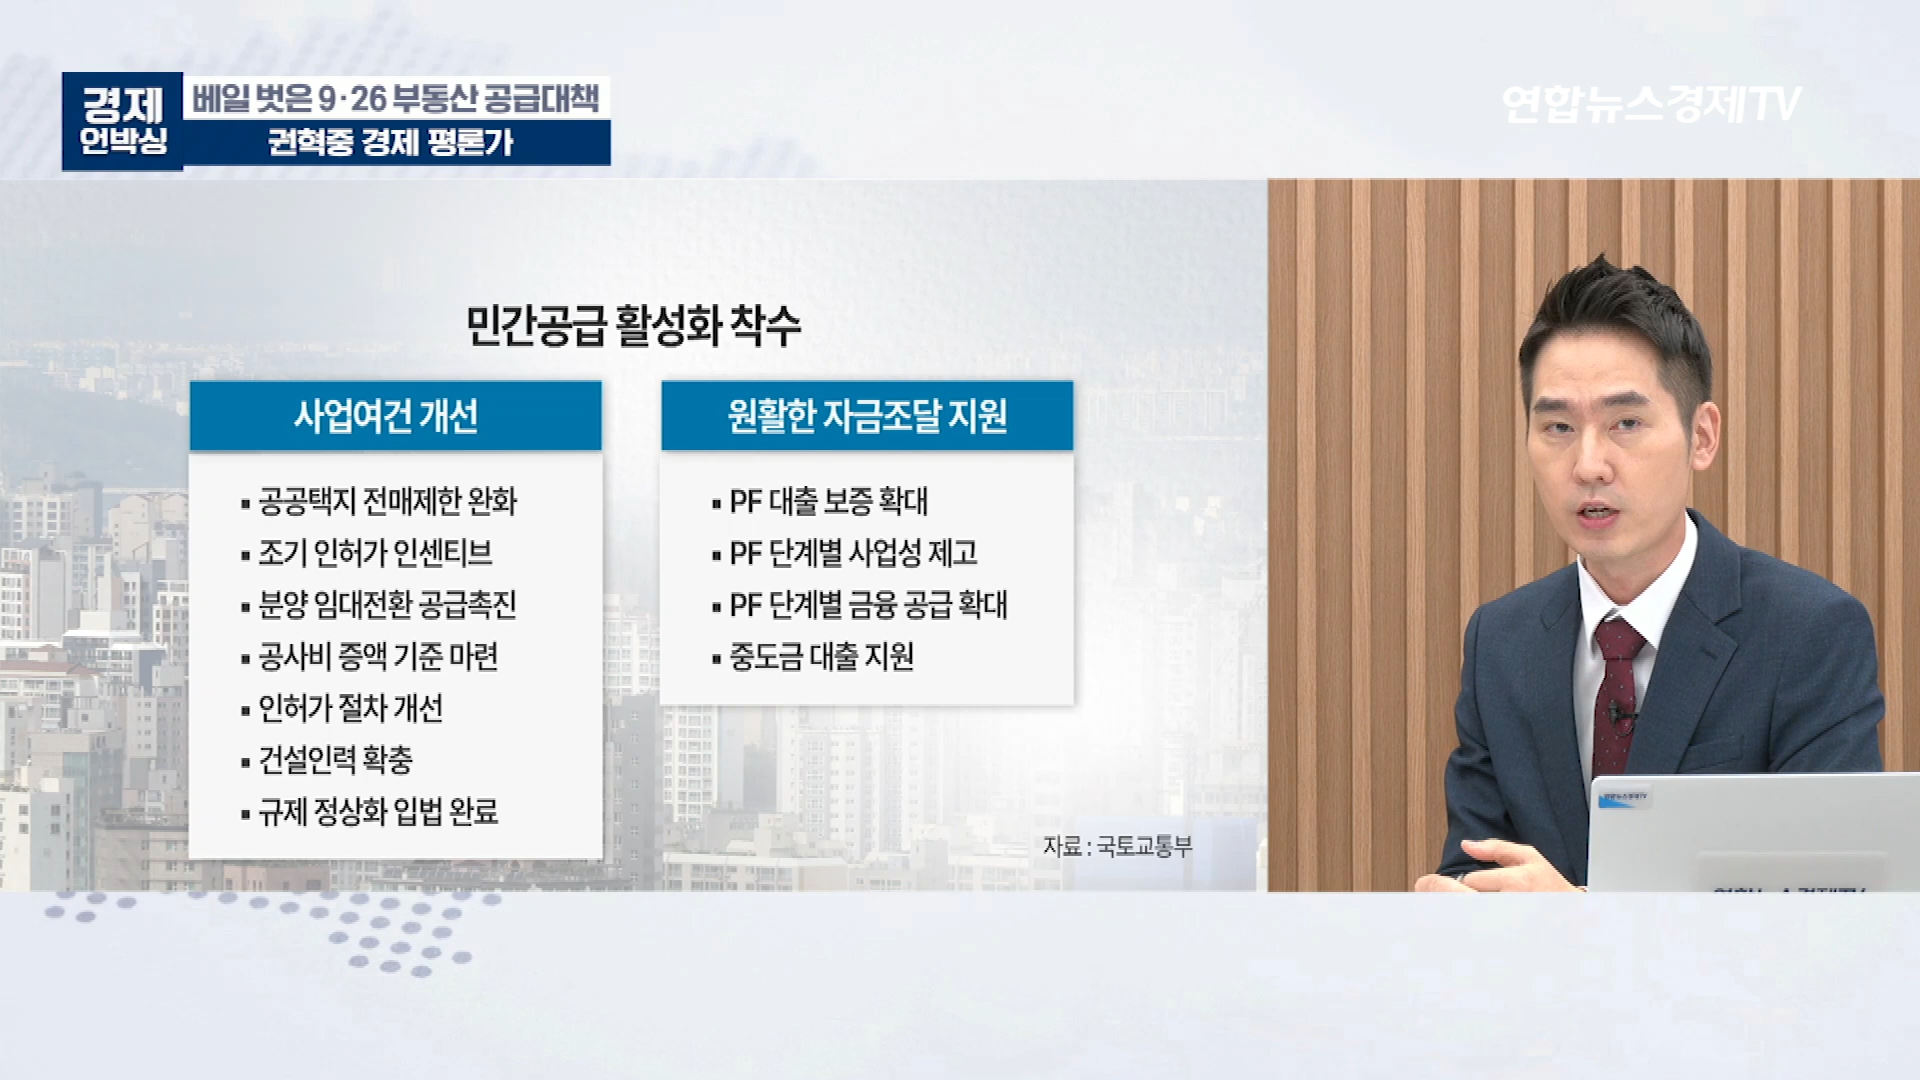 경제
언박싱
베일 벗은 9·26 부동산 공급대책
권혁중 경제 평론가
연합뉴스경제TV
민간공급 활성화 착수
사업여건 개선
▪ 공공택지 전매제한 완화
▪ 조기 인허가 인센티브
▪ 분양 임대전환 공급촉진
▪ 공사비 증액 기준 마련
▪ 인허가 절차 개선
▪ 건설인력 확충
▪ 규제 정상화 입법 완료
원활한 자금조달 지원
▪ PF 대출 보증 확대
▪ PF 단계별 사업성 제고
▪ PF 단계별 금융 공급 확대
▪ 중도금 대출 지원
자료 : 국토교통부
연합뉴스경제TV